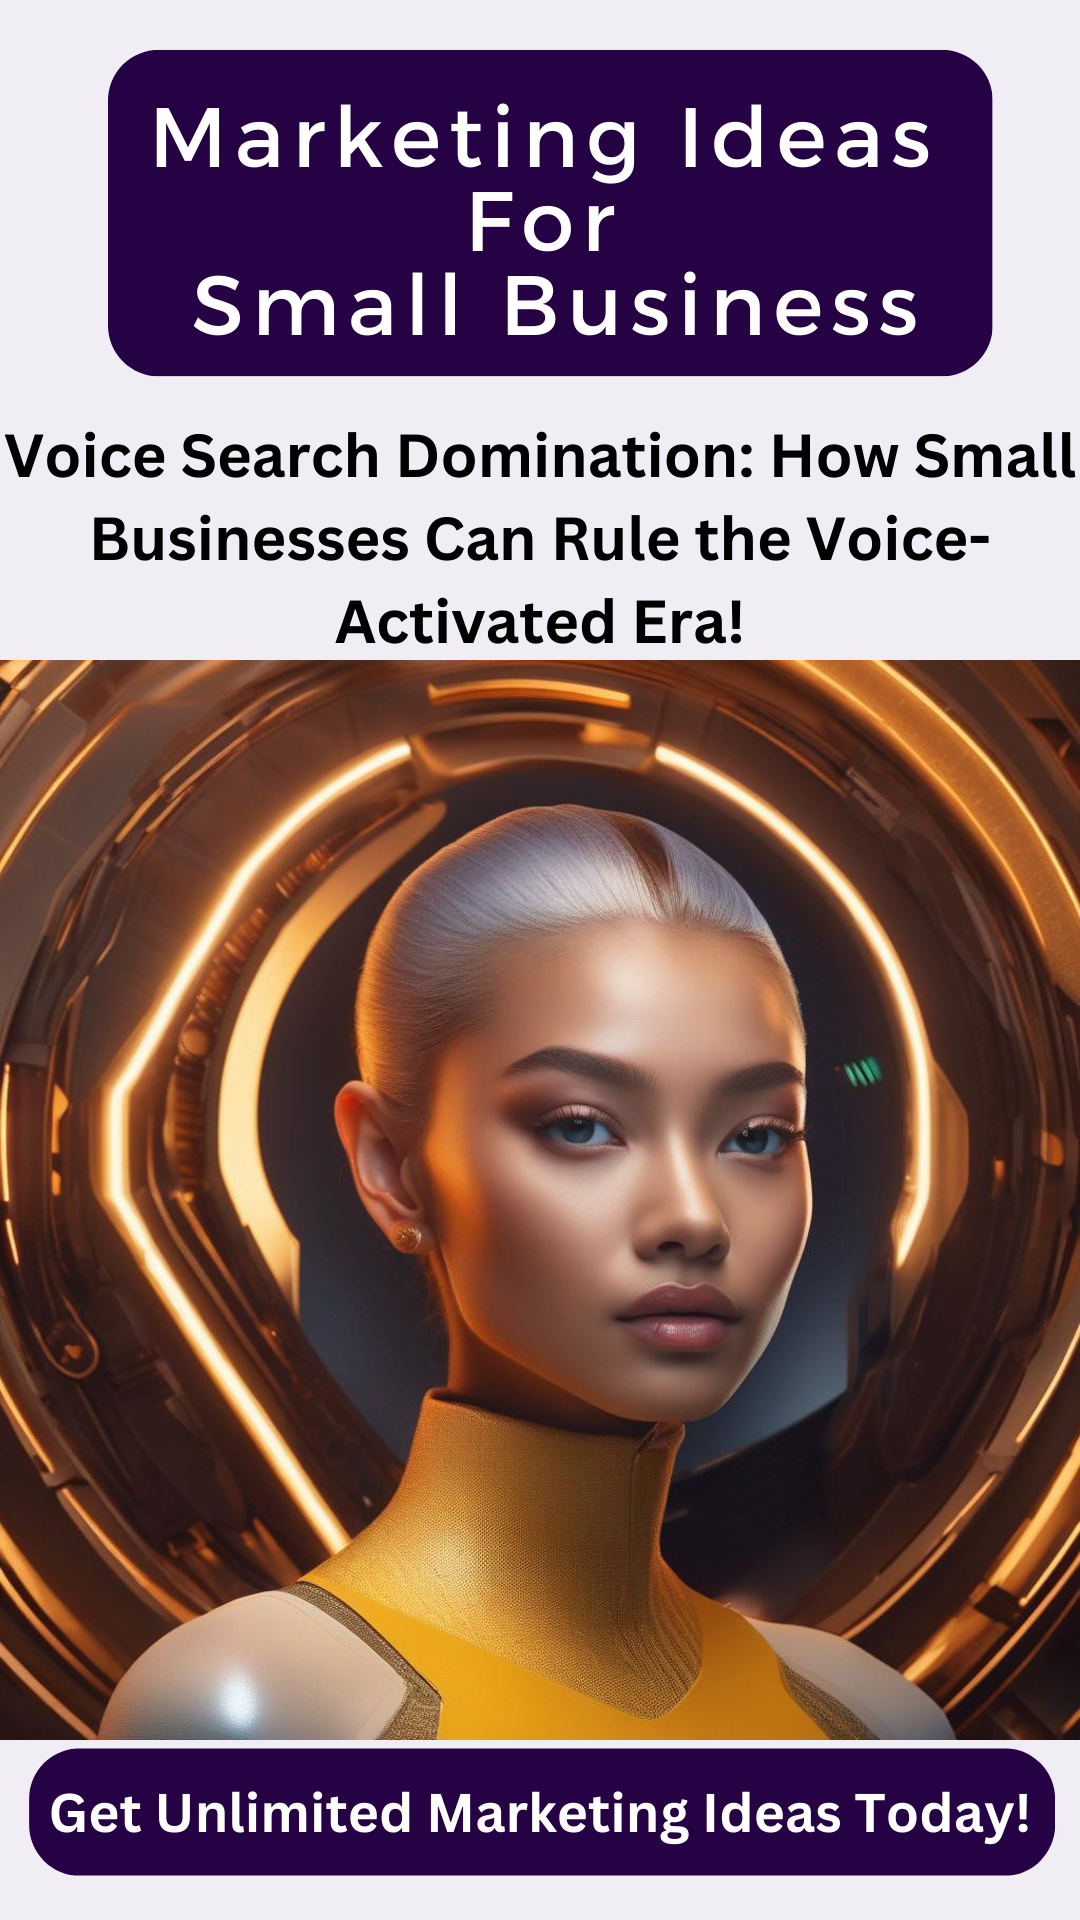 Marketing Ideas
For
Small Business
Voice Search Domination: How Small
Businesses Can Rule the Voice-
Activated Era!
Get Unlimited Marketing Ideas Today!